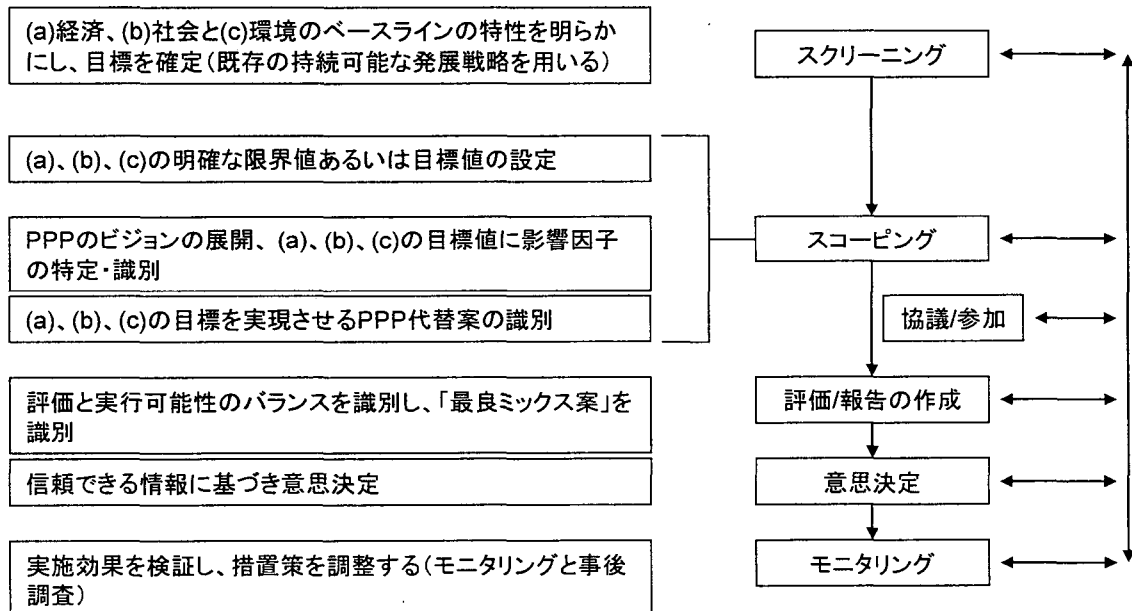 (a)経済、(b)社会と(c)環境のベースラインの特性を明らか
にし、目標を確定(既存の持続可能な発展戦略を用いる)
スクリーニング
(a)、(b)、(c)の明確な限界値あるいは目標値の設定
PPPのビジョンの展開、(a)、(b)、(c)の目標値に影響因子
の特定・識別
スコーピング
(a)、(b)、(c)の目標を実現させるPPP代替案の識別
協議/参加
評価と実行可能性のバランスを識別し、「最良ミックス案」を
識別
評価/報告の作成
信頼できる情報に基づき意思決定
意思決定
実施効果を検証し、措置策を調整する(モニタリングと事後
調査)
モニタリング